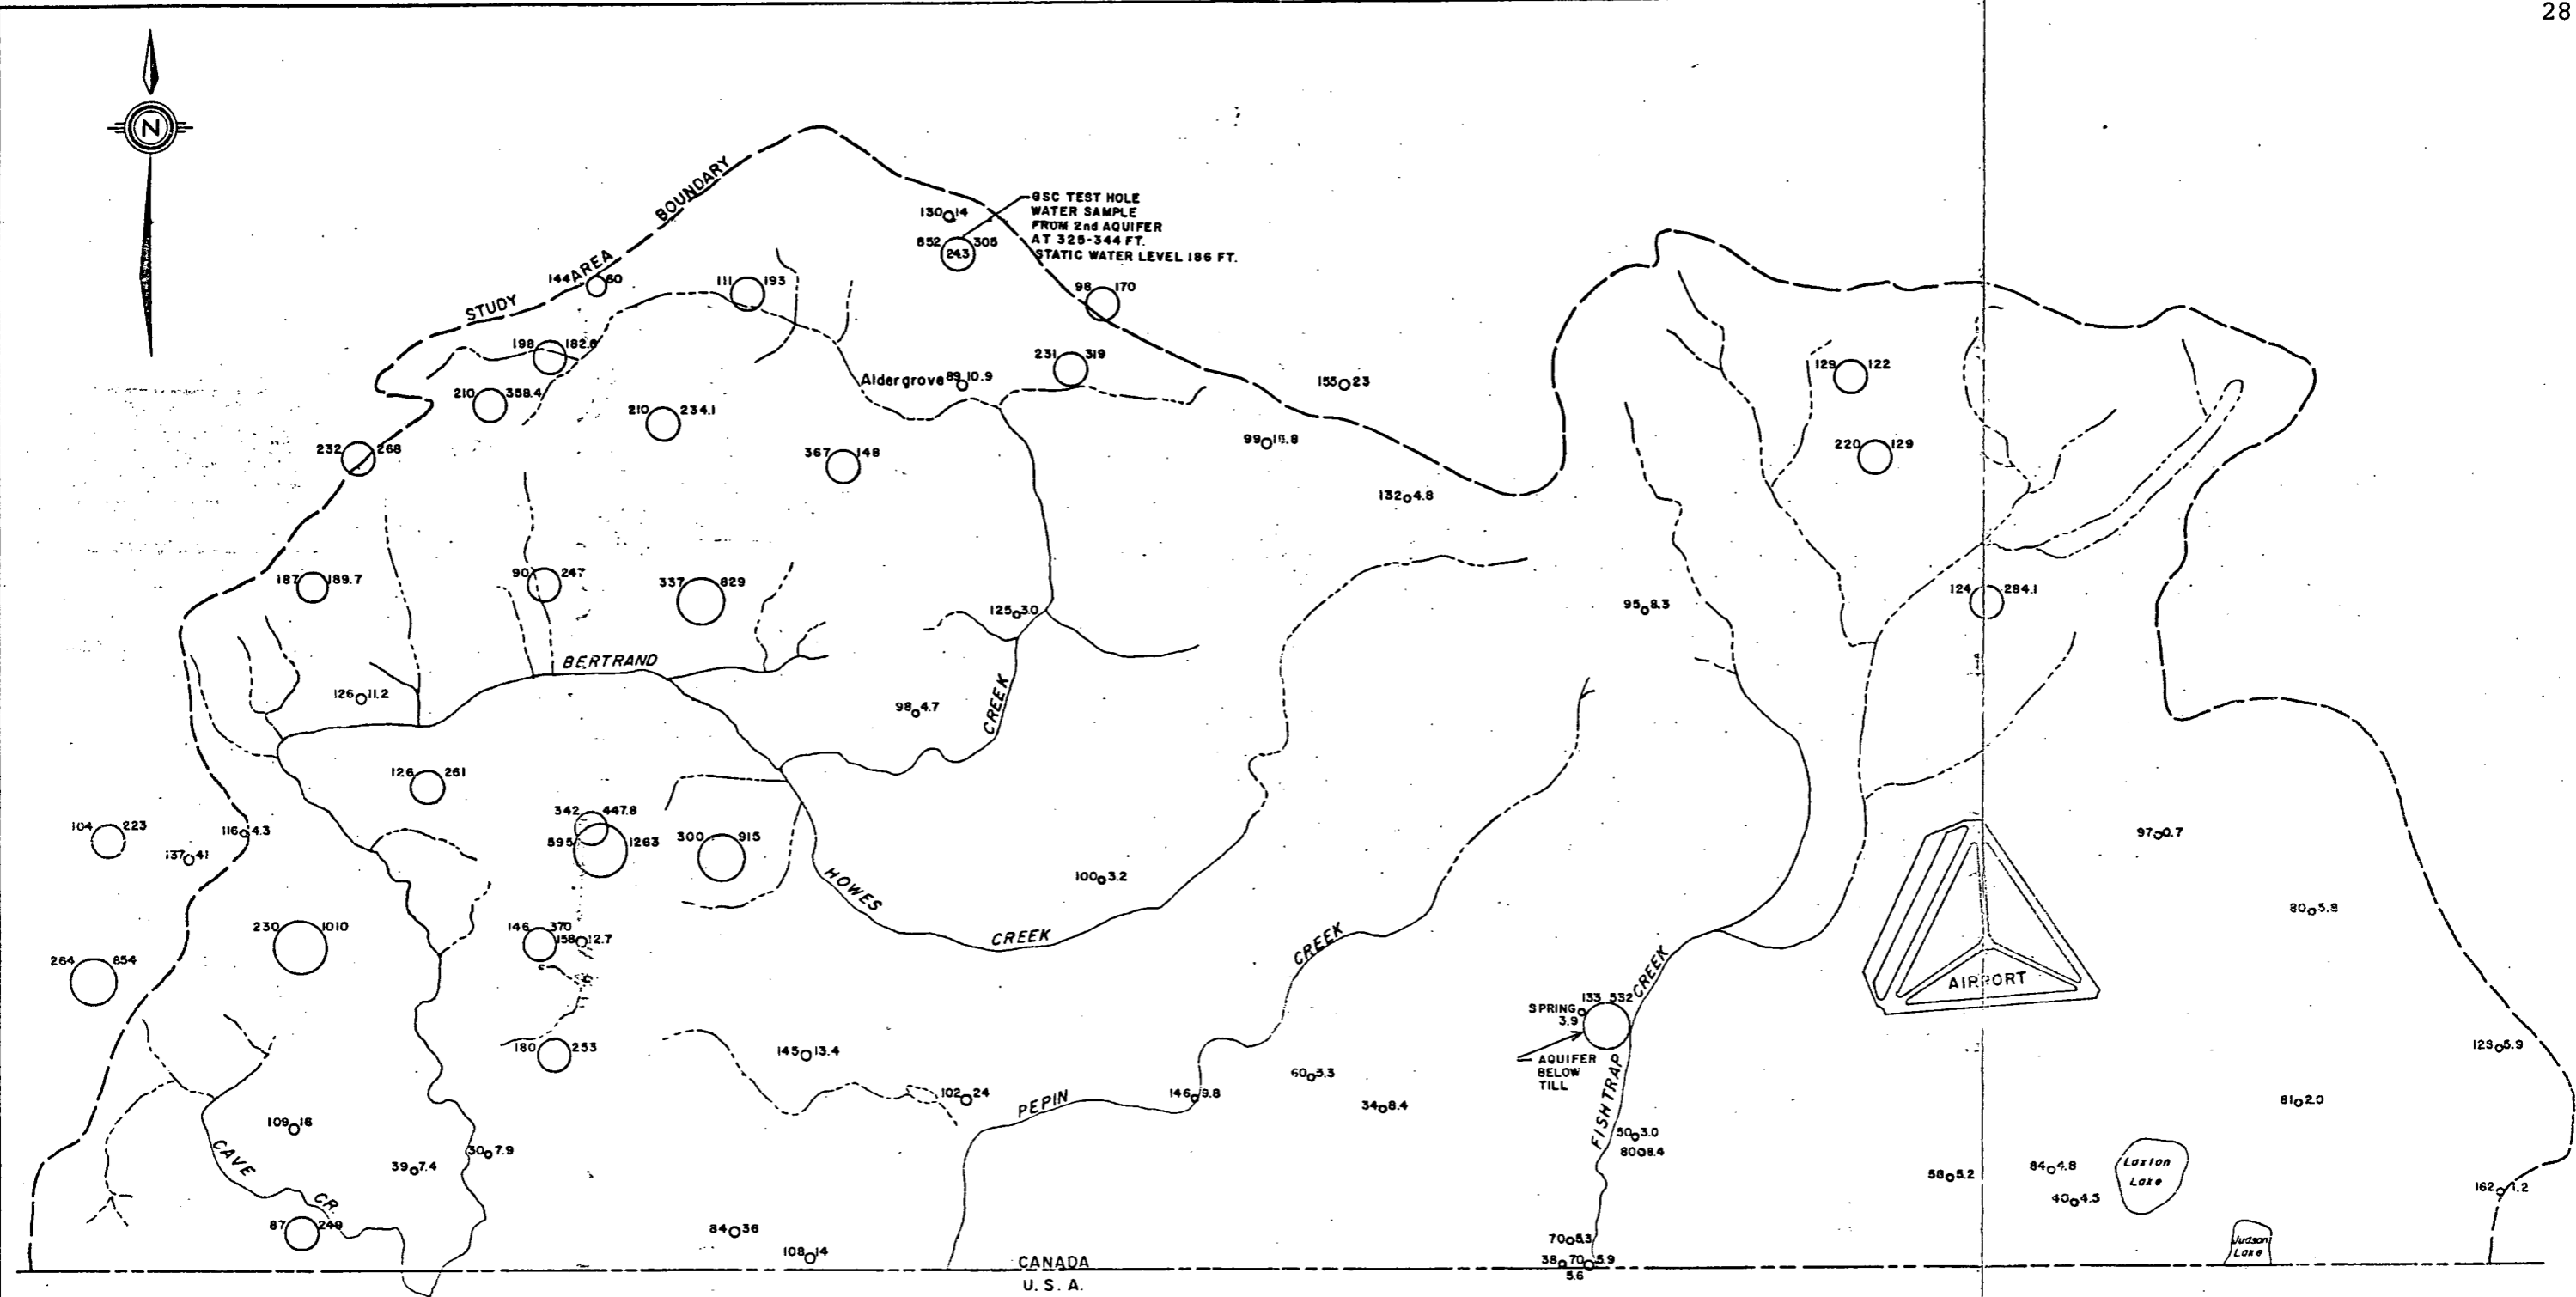 28
N
STUDY AREA BOUNDARY
GSC TEST HOLE
WATER SAMPLE
FROM 2nd AQUIFER
AT 325-344 FT.
STATIC WATER LEVEL 186 FT.
130 14
852 305
243
144 60
111 193
98 170
198 182.8
231 319
Aldergrove 89 10.9
155 23
129 122
210 358.4
210 234.1
99
367 148
220 129
232 268
132 4.8
187 189.7
90 247
337 829
125 3.0
95 8.3
124 284.1
BERTRAND
126 11.2
98 4.7
CREEK
126 261
342 447.8
595 1263
300 915
104 223
116 4.3
137 41
97 0.7
HOWES
CREEK
100 3.2
80 5.8
230 1010
146 370
158 12.7
264 854
CREEK
CREEK
AIRPORT
133 532
SPRING
3.9
AQUIFER
BELOW
TILL
180 253
145 13.4
60 3.3
123 5.9
102 24
PEPIN
146 9.8
34 8.4
FISHTRAP
81 2.0
109 16
50 3.0
80 8.4
CAVE
CR.
39 7.4
30 7.9
58 5.2
84 4.8
Laxton
Lake
40 4.3
162 1.2
87 249
84 36
108 14
70 5.3
38 70 5.9
5.6
Judson
Lake
CANADA
U. S. A.